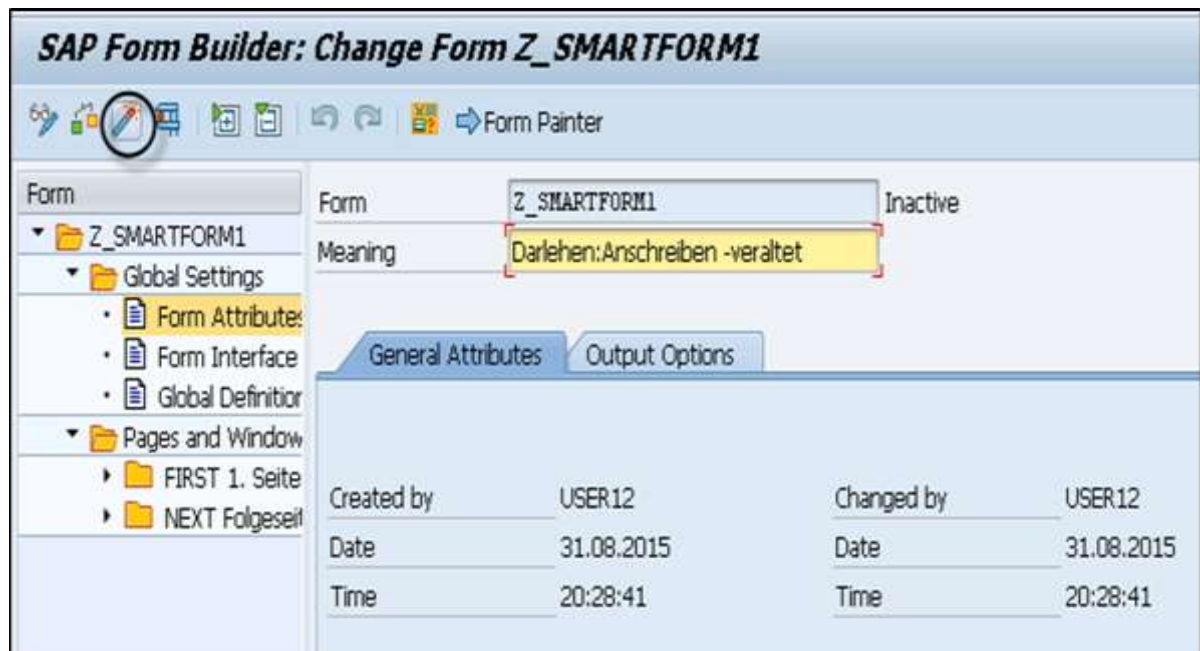 SAP Form Builder: Change Form Z_SMARTFORM1
Form Painter
Form
Z_SMARTFORM1
Global Settings
Form Attributes
Form Interface
Global Definition
Pages and Window
FIRST 1. Seite
NEXT Folgeseit
Form Z_SMARTFORM1 Inactive
Meaning Darlehen:Anschreiben -veraltet
General Attributes Output Options
Created by USER12 Changed by USER12
Date 31.08.2015 Date 31.08.2015
Time 20:28:41 Time 20:28:41